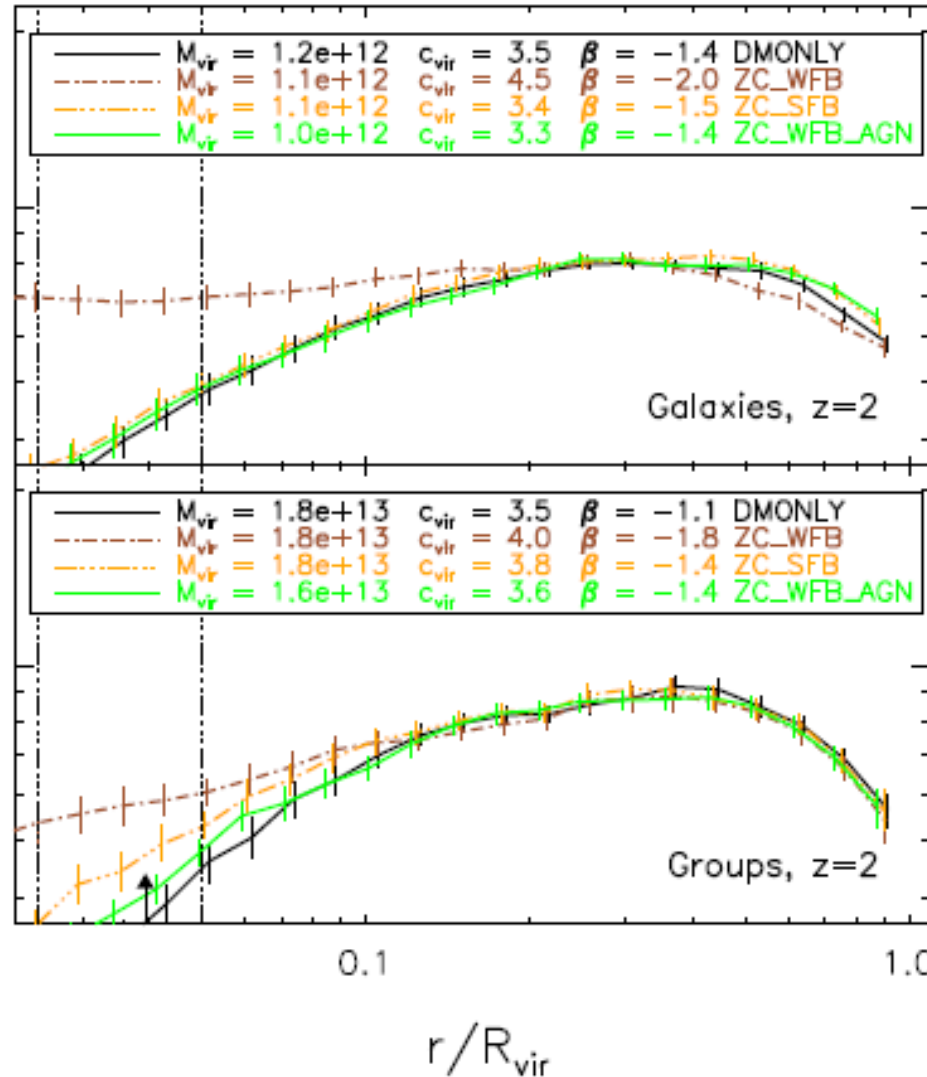 M_vir = 1.2e+12 c_vir = 3.5 β = −1.4 DMONLY
M_vir = 1.1e+12 c_vir = 4.5 β = −2.0 ZC_WFB
M_vir = 1.1e+12 c_vir = 3.4 β = −1.5 ZC_SFB
M_vir = 1.0e+12 c_vir = 3.3 β = −1.4 ZC_WFB_AGN
Galaxies, z=2
M_vir = 1.8e+13 c_vir = 3.5 β = −1.1 DMONLY
M_vir = 1.8e+13 c_vir = 4.0 β = −1.8 ZC_WFB
M_vir = 1.8e+13 c_vir = 3.8 β = −1.4 ZC_SFB
M_vir = 1.6e+13 c_vir = 3.6 β = −1.4 ZC_WFB_AGN
Groups, z=2
0.1 1.0
r/R_vir